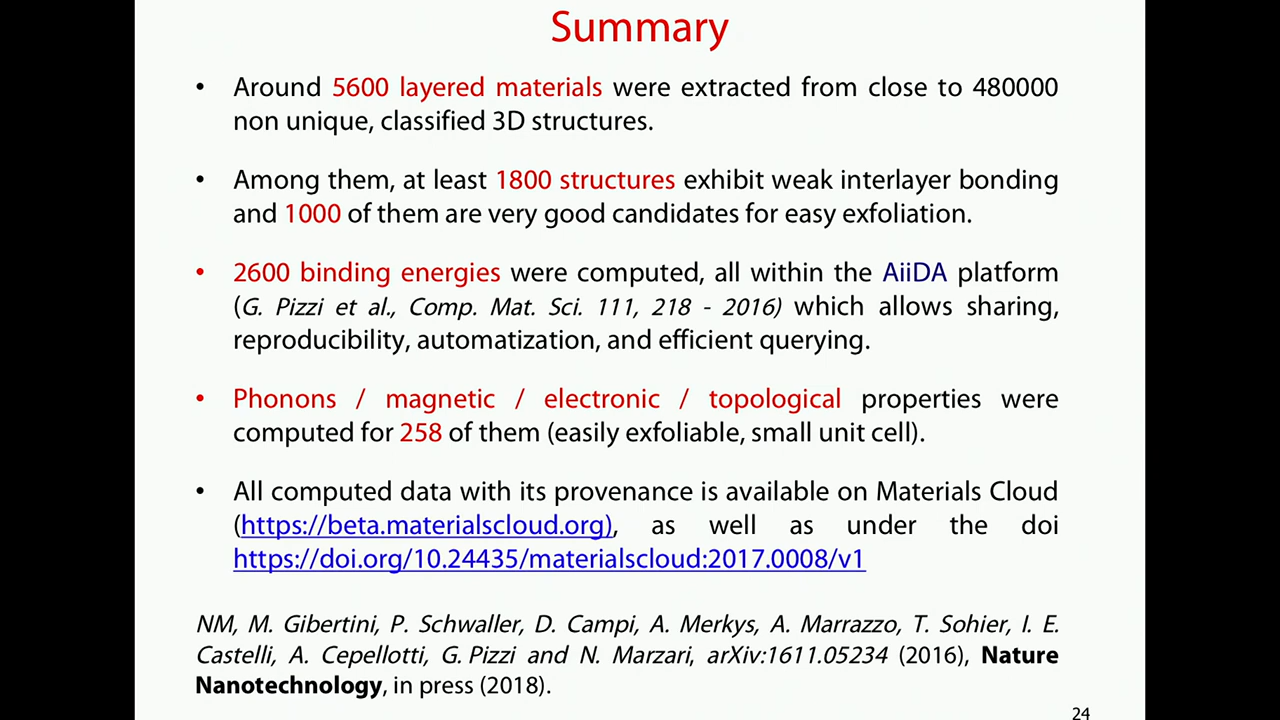 Summary
• Around 5600 layered materials were extracted from close to 480000
non unique, classified 3D structures.
• Among them, at least 1800 structures exhibit weak interlayer bonding
and 1000 of them are very good candidates for easy exfoliation.
• 2600 binding energies were computed, all within the AiiDA platform
(G. Pizzi et al., Comp. Mat. Sci. 111, 218 - 2016) which allows sharing,
reproducibility, automatization, and efficient querying.
• Phonons / magnetic / electronic / topological properties were
computed for 258 of them (easily exfoliable, small unit cell).
• All computed data with its provenance is available on Materials Cloud
(https://beta.materialscloud.org), as well as under the doi
https://doi.org/10.24435/materialscloud:2017.0008/v1
NM, M. Gibertini, P. Schwaller, D. Campi, A. Merkys, A. Marrazzo, T. Sohier, I. E.
Castelli, A. Cepellotti, G. Pizzi and N. Marzari, arXiv:1611.05234 (2016), Nature
Nanotechnology, in press (2018).
24